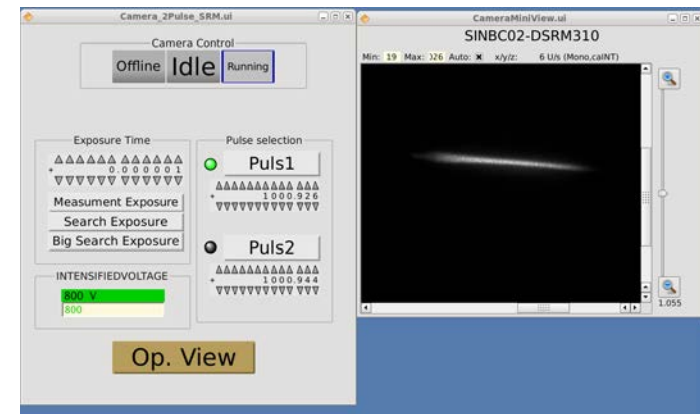 Camera_2Pulse_SRM.ui
Camera Control
Offline Idle Running
Exposure Time
+ 0.000001
Measument Exposure
Search Exposure
Big Search Exposure
INTENSIFIEDVOLTAGE
800 V
800
Pulse selection
Puls1
+ 1000.926
Puls2
+ 1000.944
Op. View
CameraMiniView.ui
SINBC02-DSRM310
Min: 19 Max: Auto: x/y/z: 6 U/s (Mono,calNT)
1.055